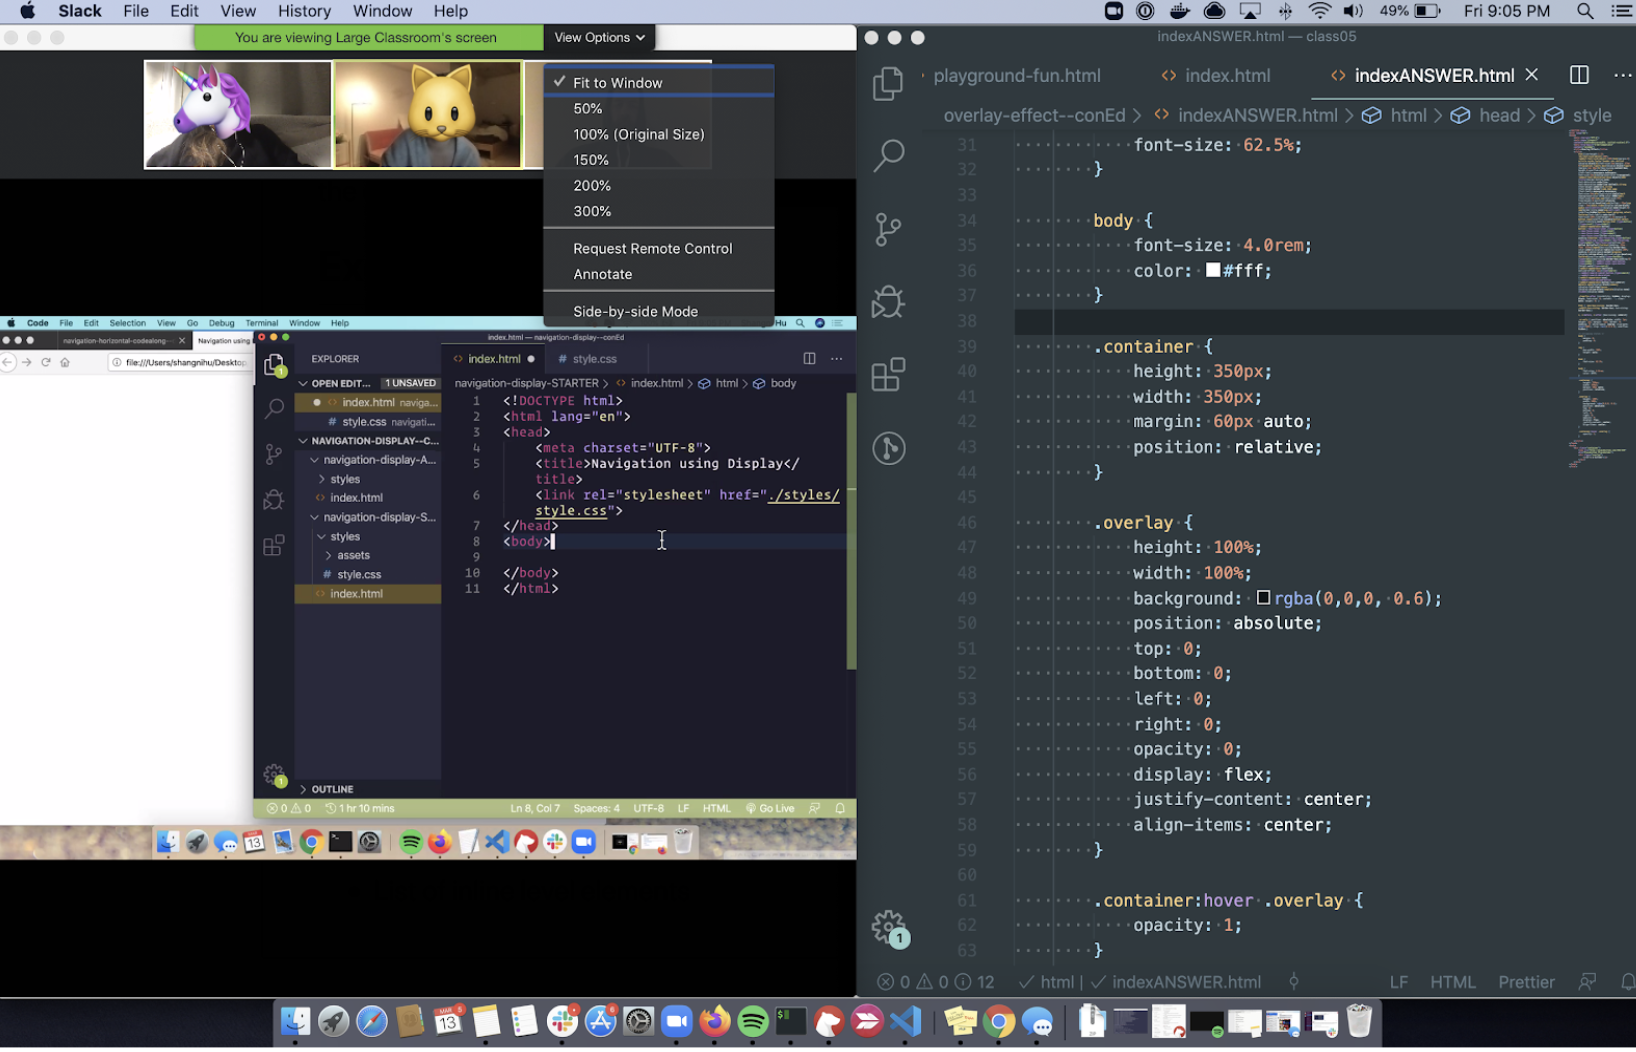 Slack File Edit View History Window Help
49% Fri 9:05 PM
You are viewing Large Classroom's screen
View Options
Fit to Window
50%
100% (Original Size)
150%
200%
300%
Request Remote Control
Annotate
Side-by-side Mode
Code File Edit Selection View Go Debug Terminal Window Help
Hu
navigation-horizontal-codealong--
Navigation using
file:///Users/shangnihu/Desktop
index.html — navigation-display--conEd
EXPLORER
index.html
# style.css
OPEN EDIT... 1 UNSAVED
index.html naviga...
# style.css navigati...
NAVIGATION-DISPLAY--C...
navigation-display-A...
styles
index.html
navigation-display-S...
styles
assets
# style.css
index.html
OUTLINE
navigation-display-STARTER > index.html > html > body
1 <!DOCTYPE html>
2 <html lang="en">
3 <head>
4 <meta charset="UTF-8">
5 <title>Navigation using Display</
title>
6 <link rel="stylesheet" href="./styles/
style.css">
7 </head>
8 <body>
9
10 </body>
11 </html>
0 0 1 hr 10 mins Ln 8, Col 7 Spaces: 4 UTF-8 LF HTML Go Live
indexANSWER.html — class05
playground-fun.html index.html indexANSWER.html
overlay-effect--conEd > indexANSWER.html > html > head > style
31 font-size: 62.5%;
32 }
33
34 body {
35 font-size: 4.0rem;
36 color: #fff;
37 }
38
39 .container {
40 height: 350px;
41 width: 350px;
42 margin: 60px auto;
43 position: relative;
44 }
45
46 .overlay {
47 height: 100%;
48 width: 100%;
49 background: rgba(0,0,0, 0.6);
50 position: absolute;
51 top: 0;
52 bottom: 0;
53 left: 0;
54 right: 0;
55 opacity: 0;
56 display: flex;
57 justify-content: center;
58 align-items: center;
59 }
60
61 .container:hover .overlay {
62 opacity: 1;
63 }
0 0 12 html | indexANSWER.html LF HTML Prettier